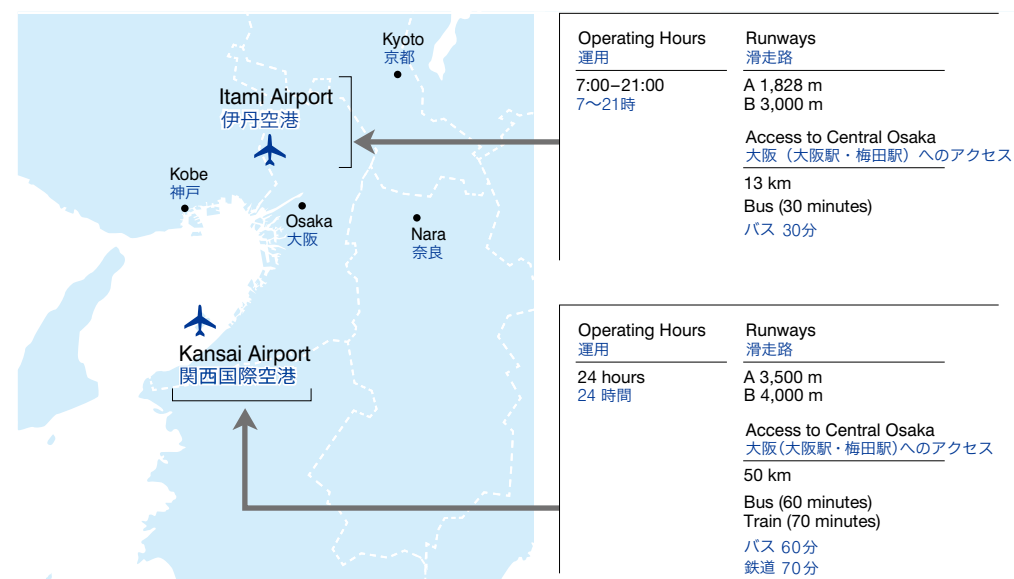 Kyoto
京都
Itami Airport
伊丹空港
Kobe
神戸
Osaka
大阪
Nara
奈良
Kansai Airport
関西国際空港
Operating Hours
運用
7:00–21:00
7〜21時
Runways
滑走路
A 1,828 m
B 3,000 m
Access to Central Osaka
大阪（大阪駅・梅田駅）へのアクセス
13 km
Bus (30 minutes)
バス 30分
Operating Hours
運用
24 hours
24 時間
Runways
滑走路
A 3,500 m
B 4,000 m
Access to Central Osaka
大阪（大阪駅・梅田駅）へのアクセス
50 km
Bus (60 minutes)
Train (70 minutes)
バス 60分
鉄道 70分